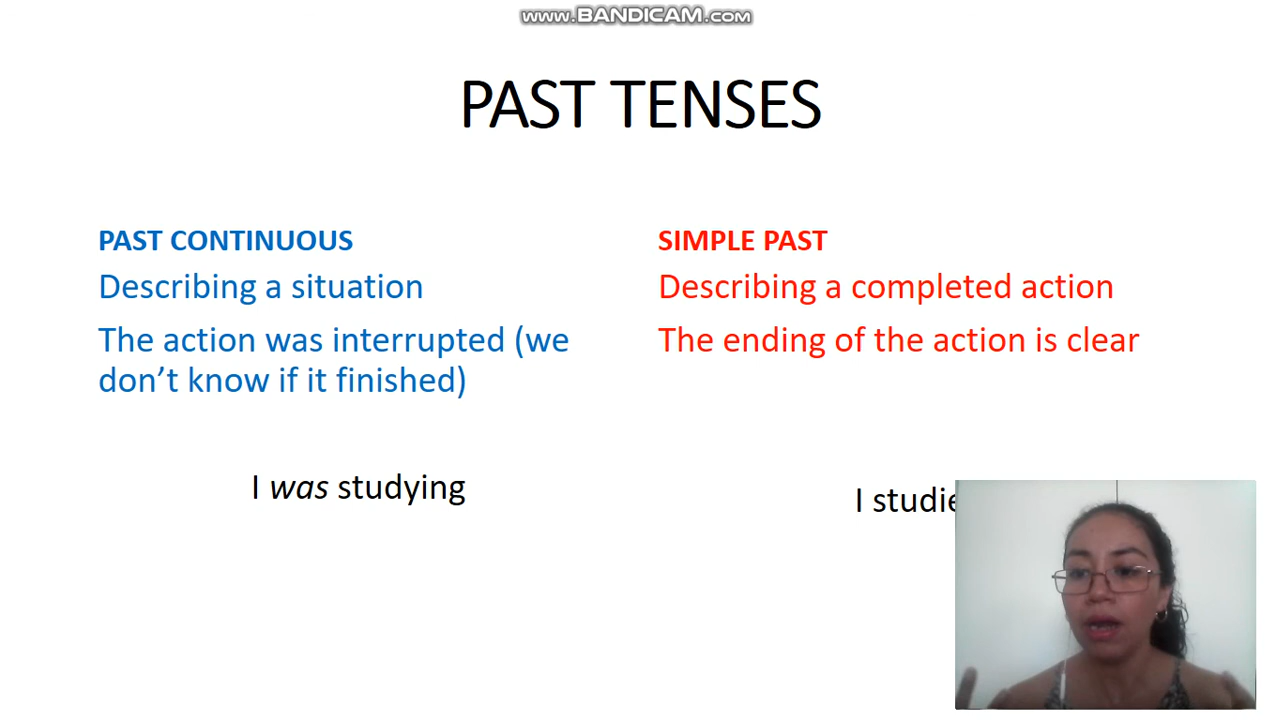 www.BANDICAM.com
PAST TENSES
PAST CONTINUOUS
Describing a situation
The action was interrupted (we
don’t know if it finished)
I was studying
SIMPLE PAST
Describing a completed action
The ending of the action is clear
I